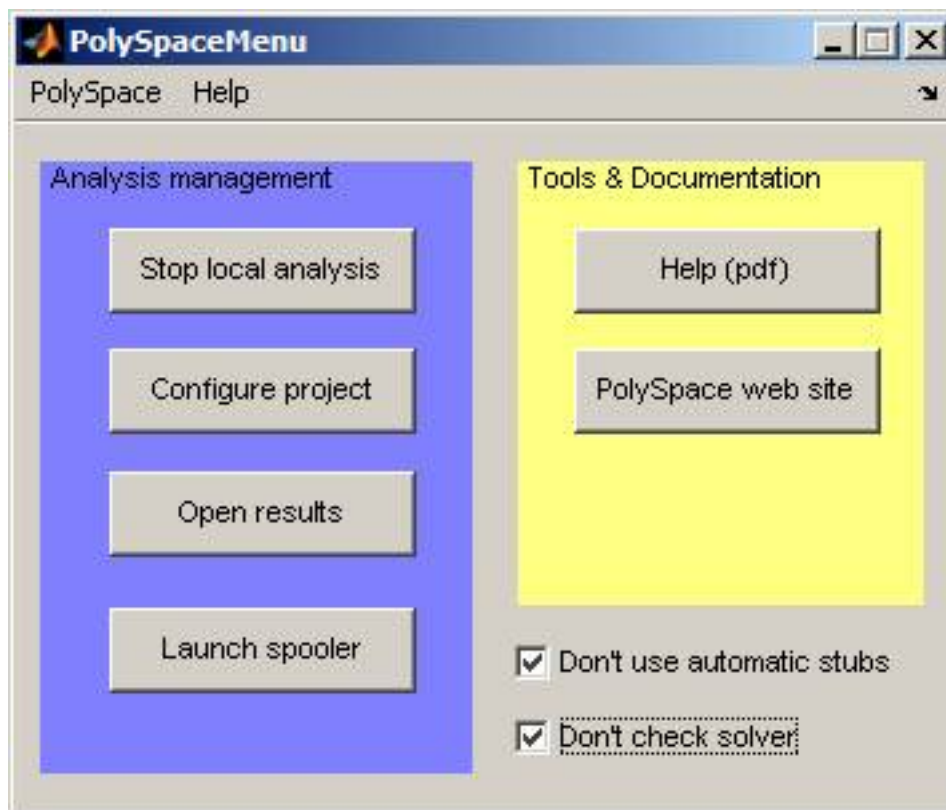 PolySpaceMenu
PolySpace Help
Analysis management
Stop local analysis
Configure project
Open results
Launch spooler
Tools & Documentation
Help (pdf)
PolySpace web site
Don't use automatic stubs
Don't check solver